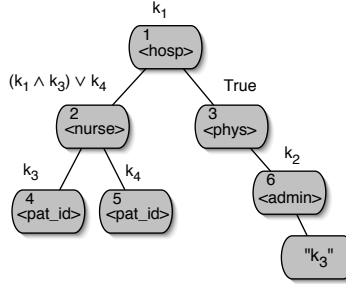 k1
1
<hosp>
(k1 ∧ k3) ∨ k4
True
2
<nurse>
3
<phys>
k3
k4
k2
4
<pat_id>
5
<pat_id>
6
<admin>
"k3"